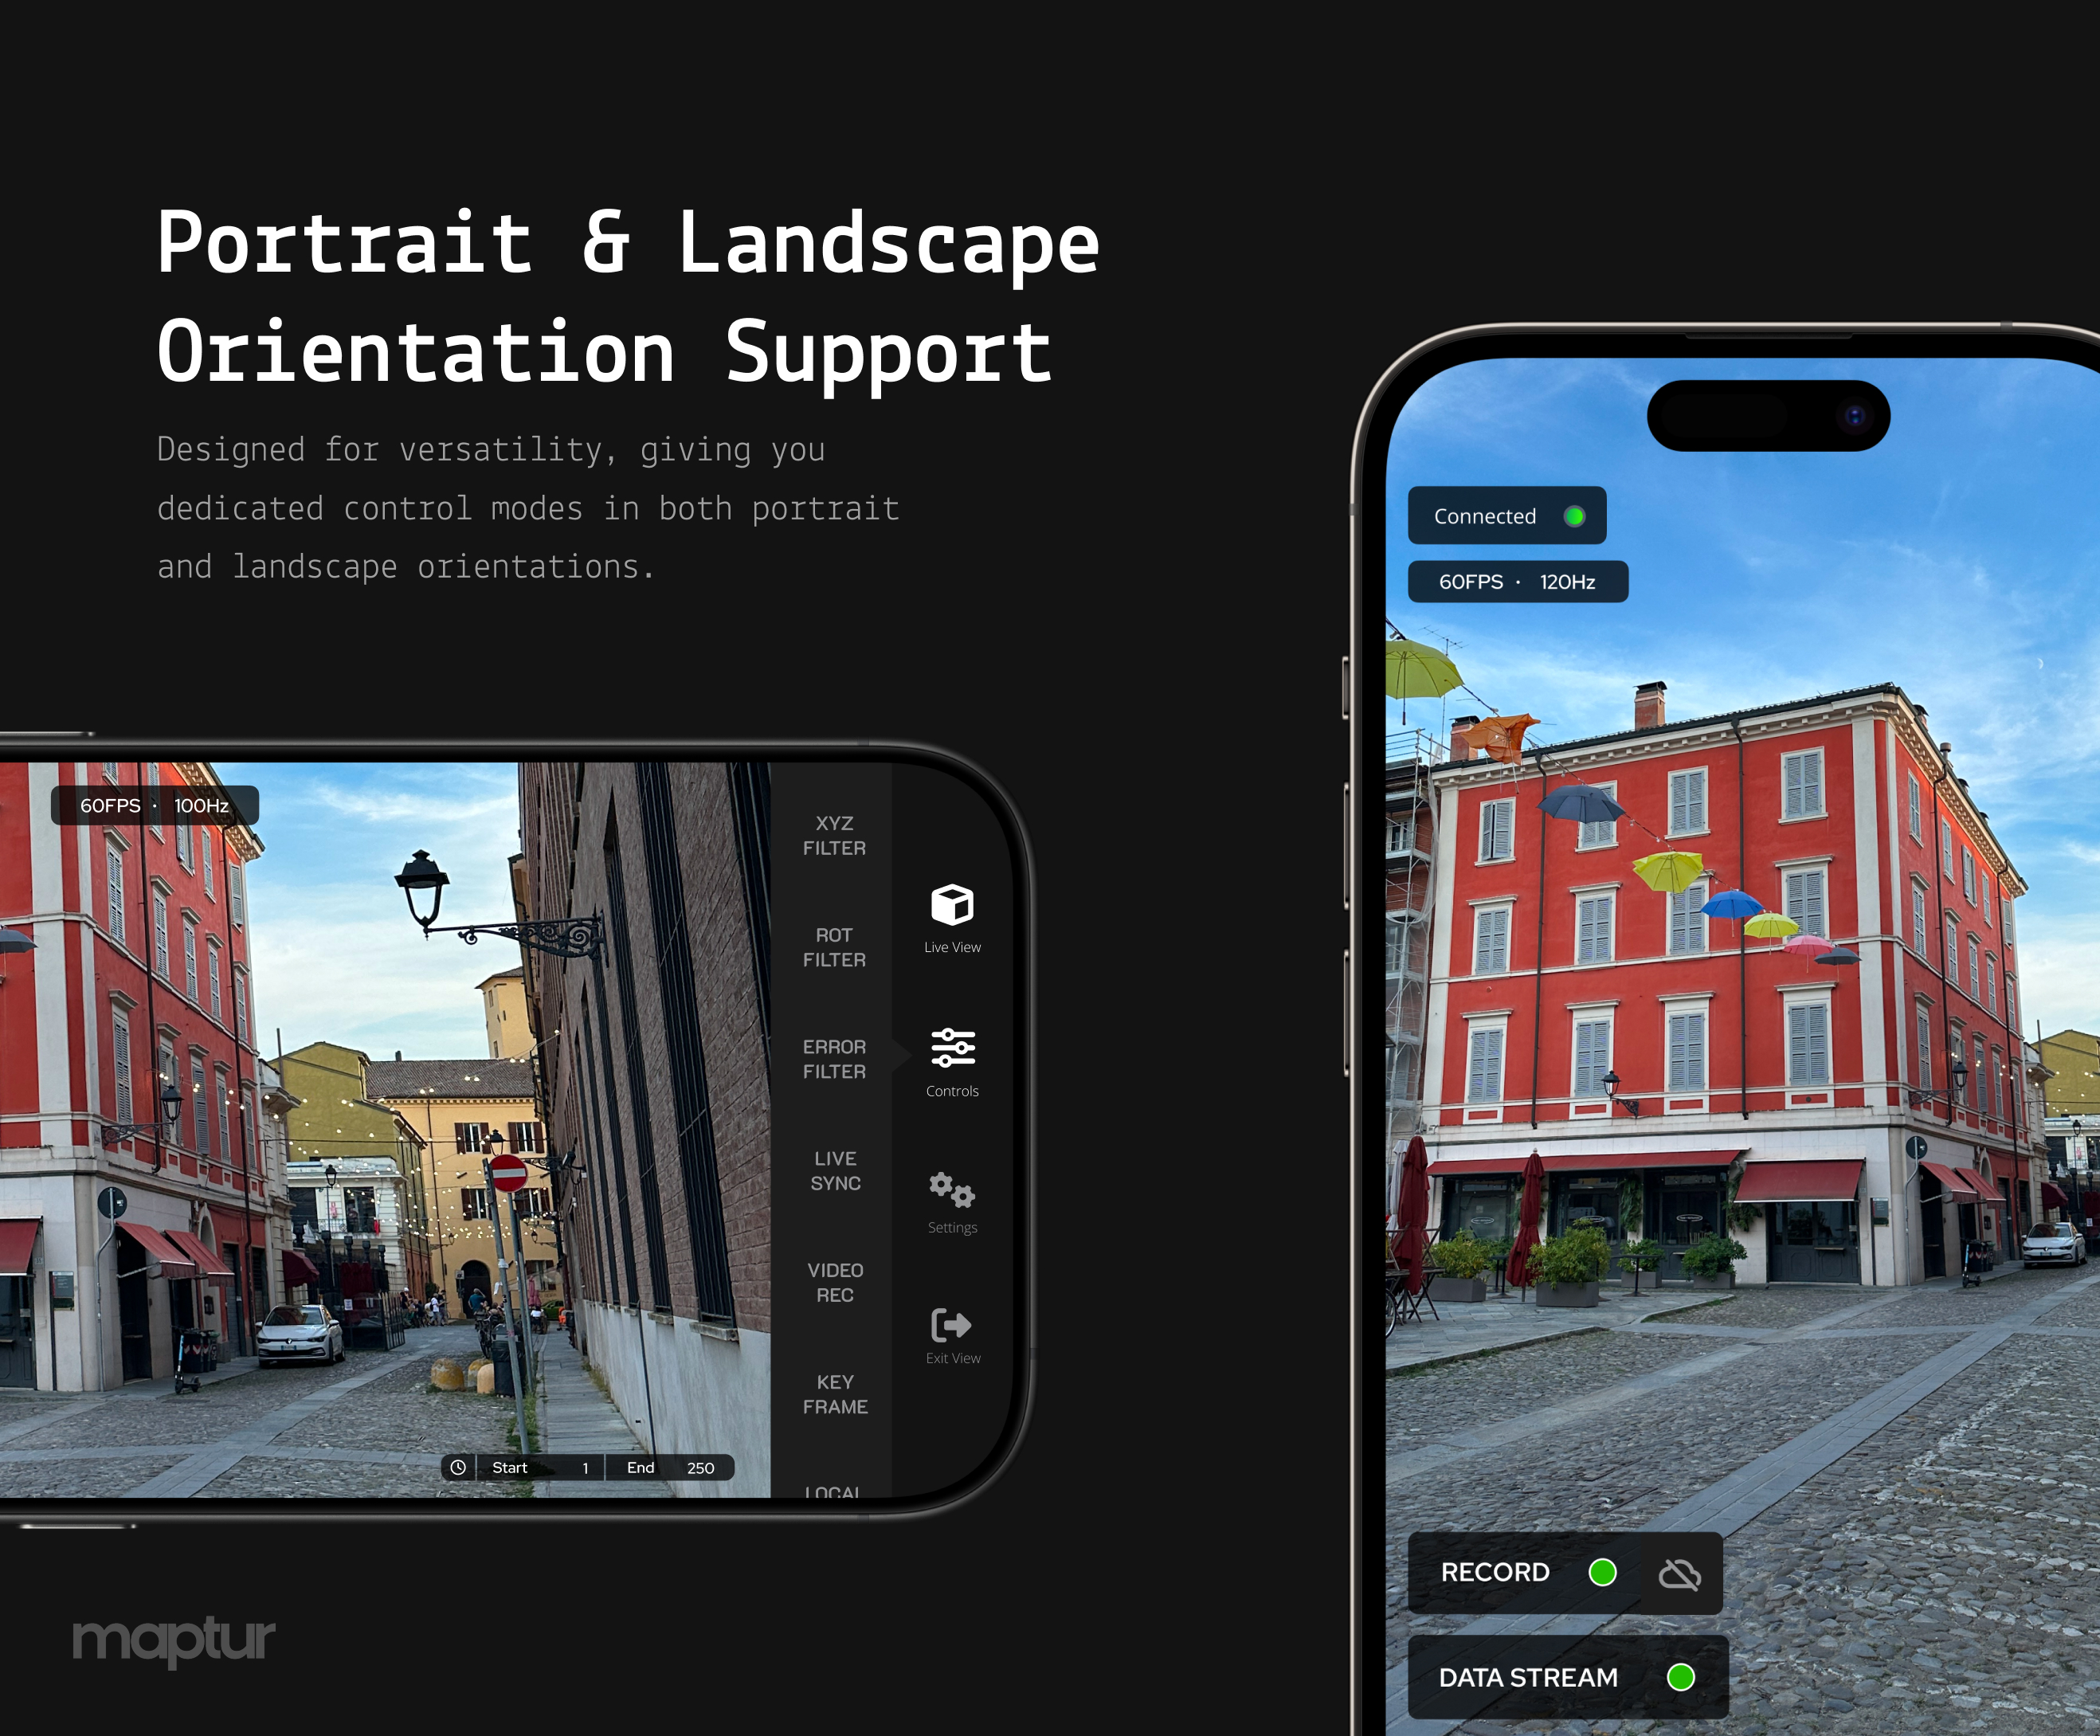 Portrait & Landscape
Orientation Support
Designed for versatility, giving you
dedicated control modes in both portrait
and landscape orientations.
60FPS · 100Hz
XYZ
FILTER
ROT
FILTER
ERROR
FILTER
LIVE
SYNC
VIDEO
REC
KEY
FRAME
LOCAL
Live View
Controls
Settings
Exit View
Start 1 End 250
Connected
60FPS · 120Hz
RECORD
DATA STREAM
maptur